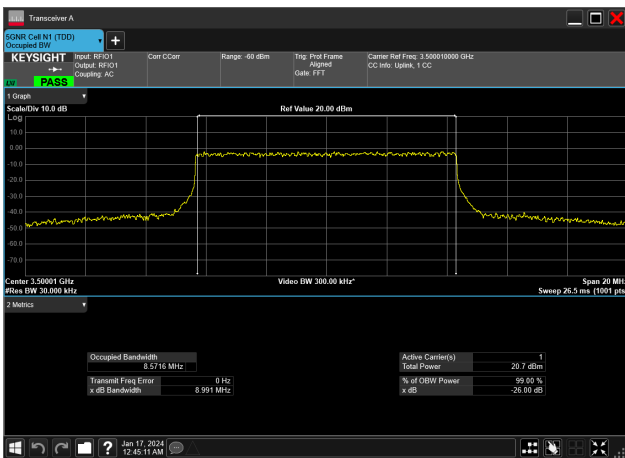 Transceiver A
5GNR Cell N1 (TDD)
Occupied BW
KEYSIGHT
Input: RFIO1
Output: RFIO1
Coupling: AC
Corr CCorr
Range: -60 dBm
Trig: Prot Frame
Aligned
Gate: FFT
Carrier Ref Freq: 3.500010000 GHz
CC Info: Uplink, 1 CC
LV PASS
1 Graph
Scale/Div 10.0 dB
Ref Value 20.00 dBm
Log
10.0
0.00
-10.0
-20.0
-30.0
-40.0
-50.0
-60.0
-70.0
Center 3.50001 GHz
#Res BW 30.000 kHz
Video BW 300.00 kHz*
Span 20 MHz
Sweep 26.5 ms (1001 pts
2 Metrics
Occupied Bandwidth
8.5716 MHz
Transmit Freq Error 0 Hz
x dB Bandwidth 8.991 MHz
Active Carrier(s) 1
Total Power 20.7 dBm
% of OBW Power 99.00 %
x dB -26.00 dB
Jan 17, 2024
12:45:11 AM